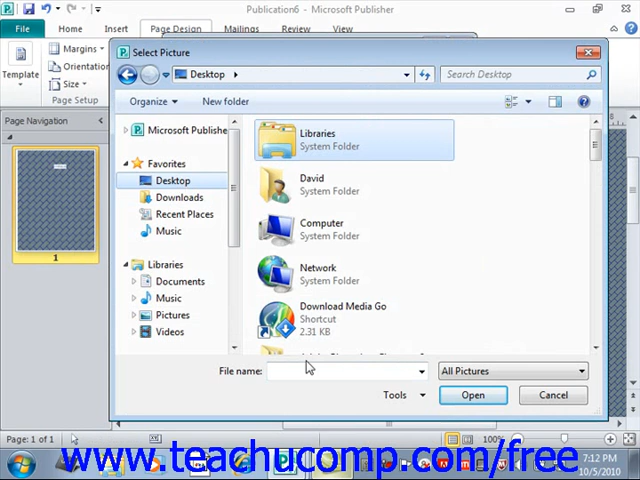 Publication6 - Microsoft Publisher
File Home Insert Page Design Mailings Review View
Template
Margins
Orientation
Size
Page Setup
Page Navigation
1
Select Picture
Desktop
Search Desktop
Organize New folder
Microsoft Publisher
Favorites
Desktop
Downloads
Recent Places
Music
Libraries
Documents
Music
Pictures
Videos
Libraries
System Folder
David
System Folder
Computer
System Folder
Network
System Folder
Download Media Go
Shortcut
2.31 KB
File name: All Pictures
Tools Open Cancel
Page: 1 of 1 100%
www.teachucomp.com/free
7:12 PM
10/5/2010